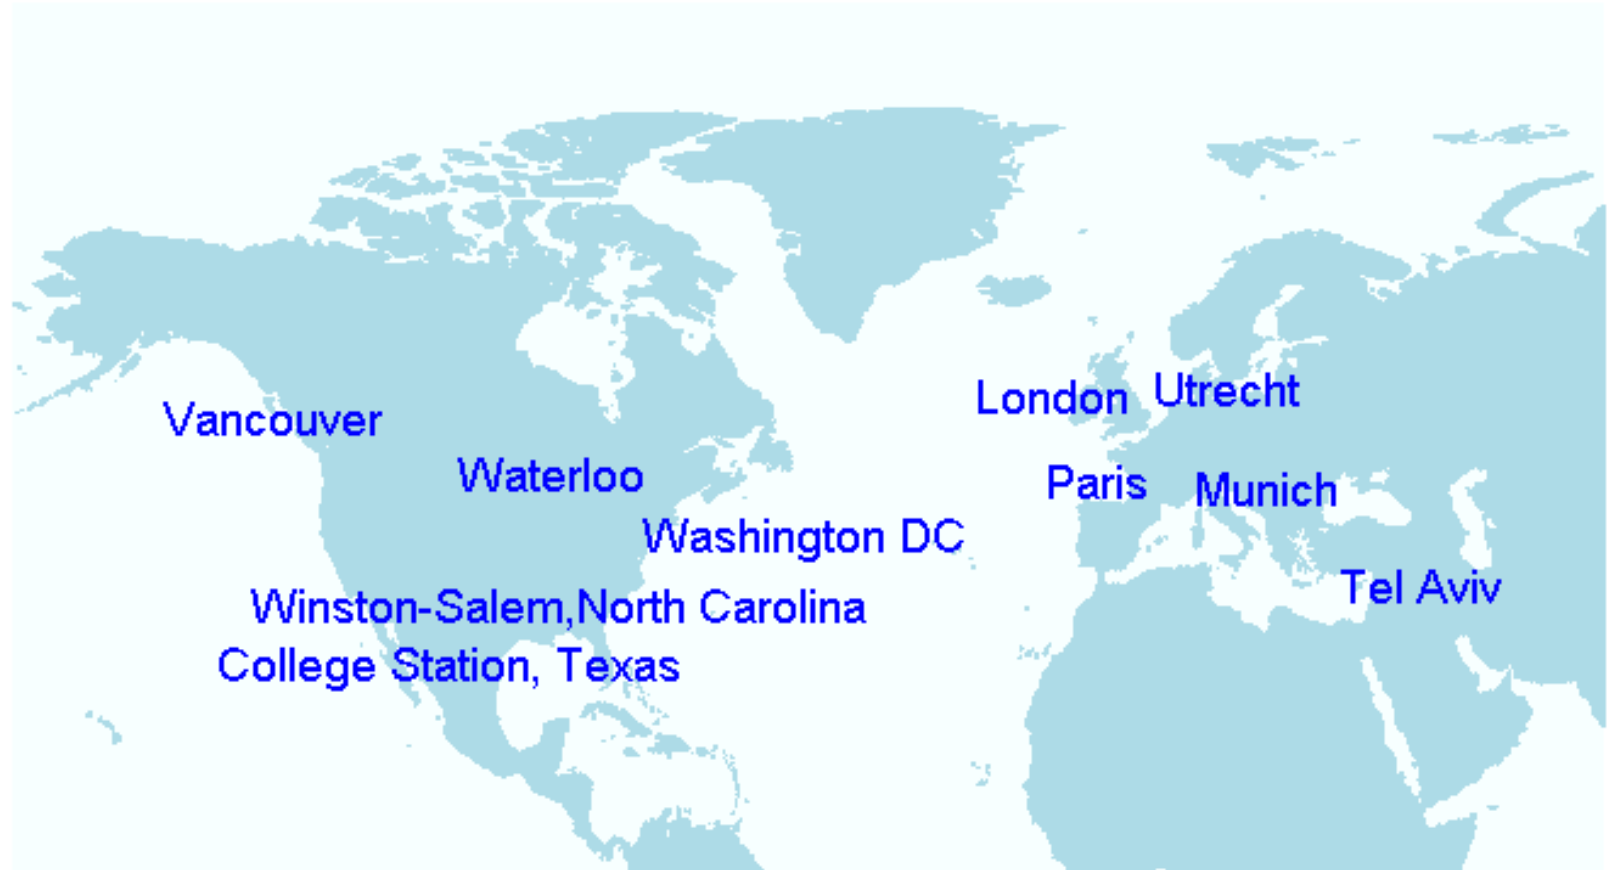 London
Utrecht
Vancouver
Waterloo
Paris
Munich
Washington DC
Tel Aviv
Winston-Salem,North Carolina
College Station, Texas